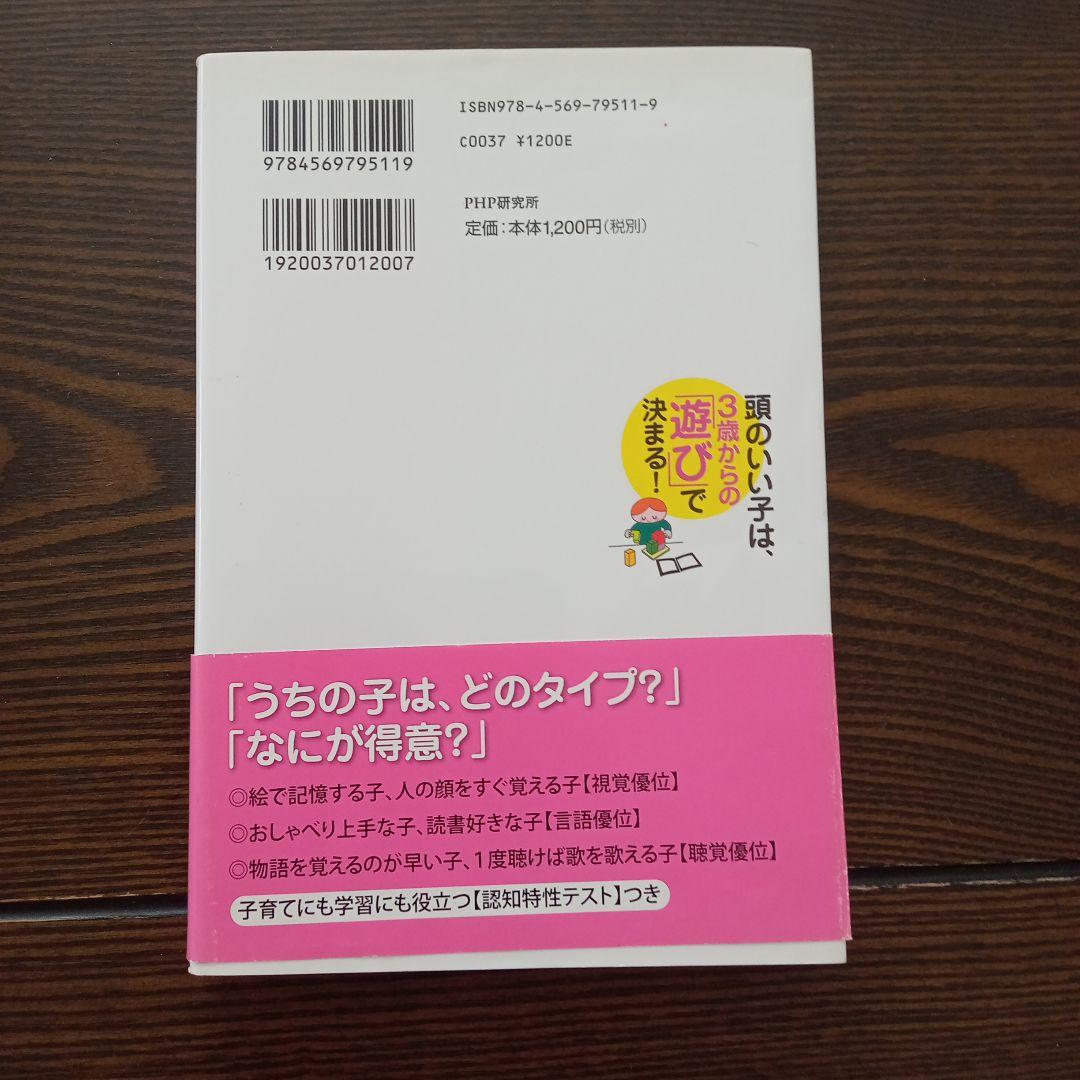 ISBN978-4-569-79511-9
C0037 ¥1200E
9784569795119
1920037012007
PHP研究所
定価:本体1,200円(税別)
頭のいい子は、
3歳からの
「遊び」で
決まる!
「うちの子は、どのタイプ?」
「なにが得意?」
◎絵で記憶する子、人の顔をすぐ覚える子【視覚優位】
◎おしゃべり上手な子、読書好きな子【言語優位】
◎物語を覚えるのが早い子、1度聴けば歌を歌える子【聴覚優位】
子育てにも学習にも役立つ【認知特性テスト】つき